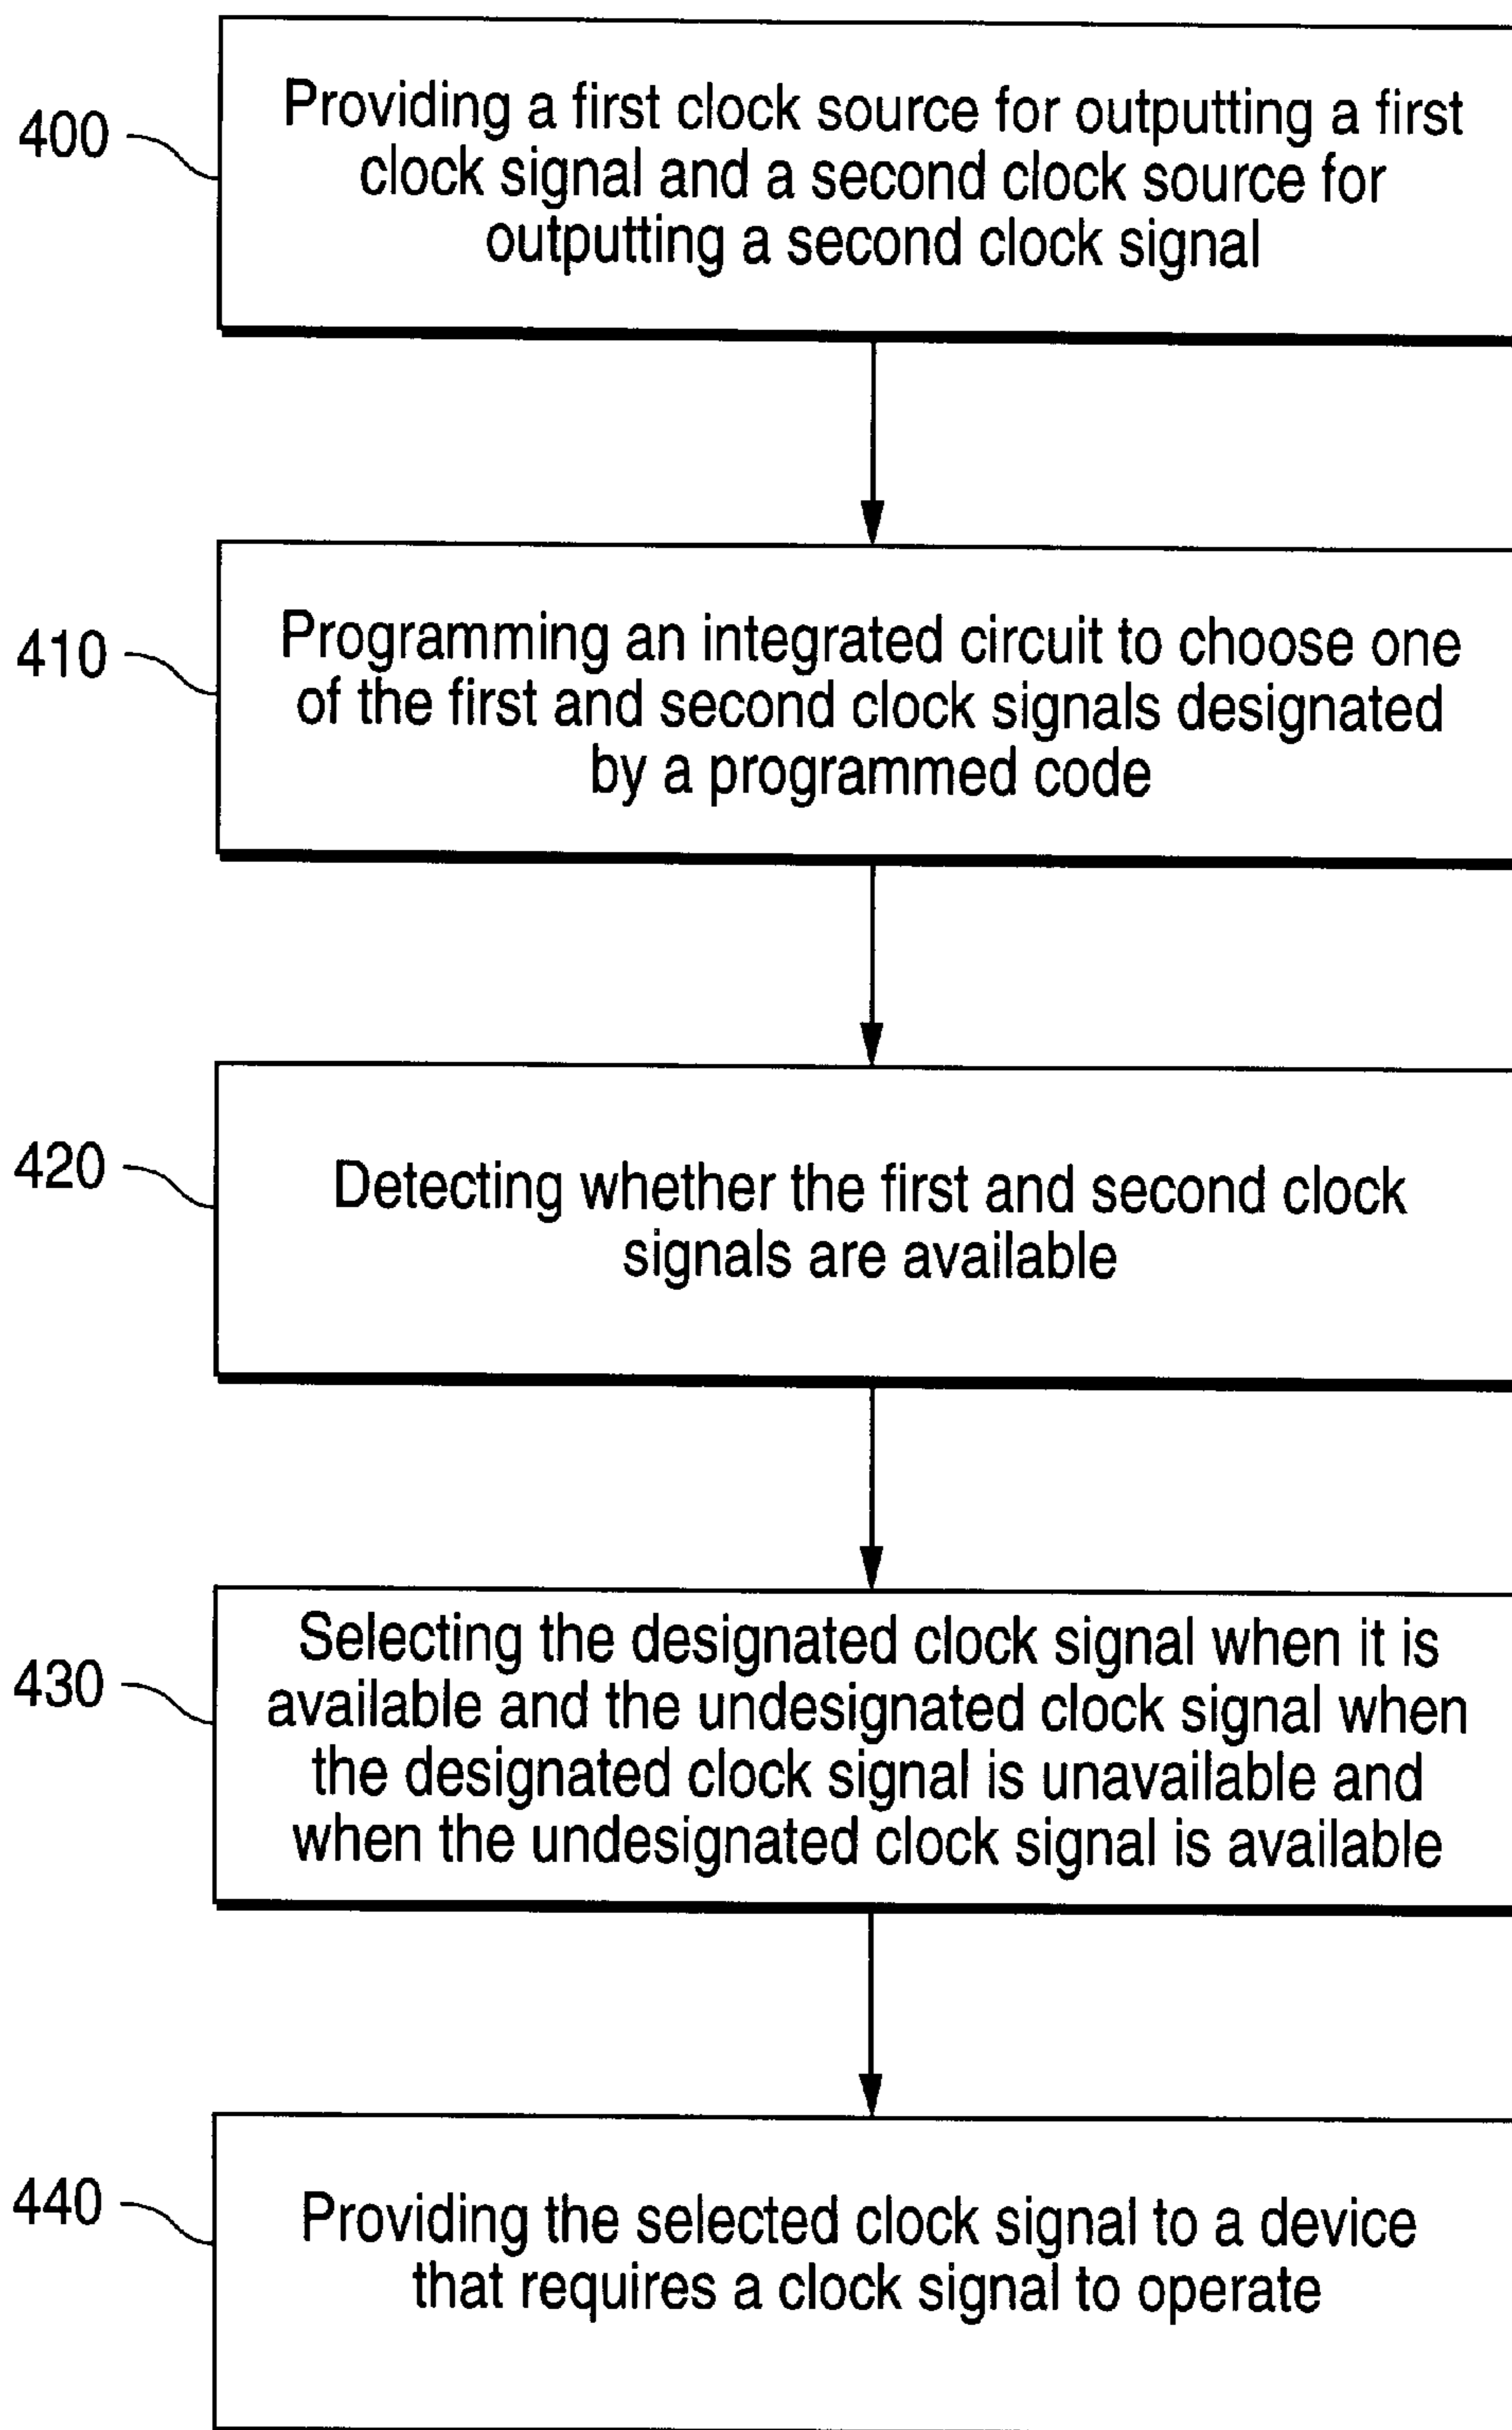 400
Providing a first clock source for outputting a first
clock signal and a second clock source for
outputting a second clock signal
410
Programming an integrated circuit to choose one
of the first and second clock signals designated
by a programmed code
420
Detecting whether the first and second clock
signals are available
430
Selecting the designated clock signal when it is
available and the undesignated clock signal when
the designated clock signal is unavailable and
when the undesignated clock signal is available
440
Providing the selected clock signal to a device
that requires a clock signal to operate